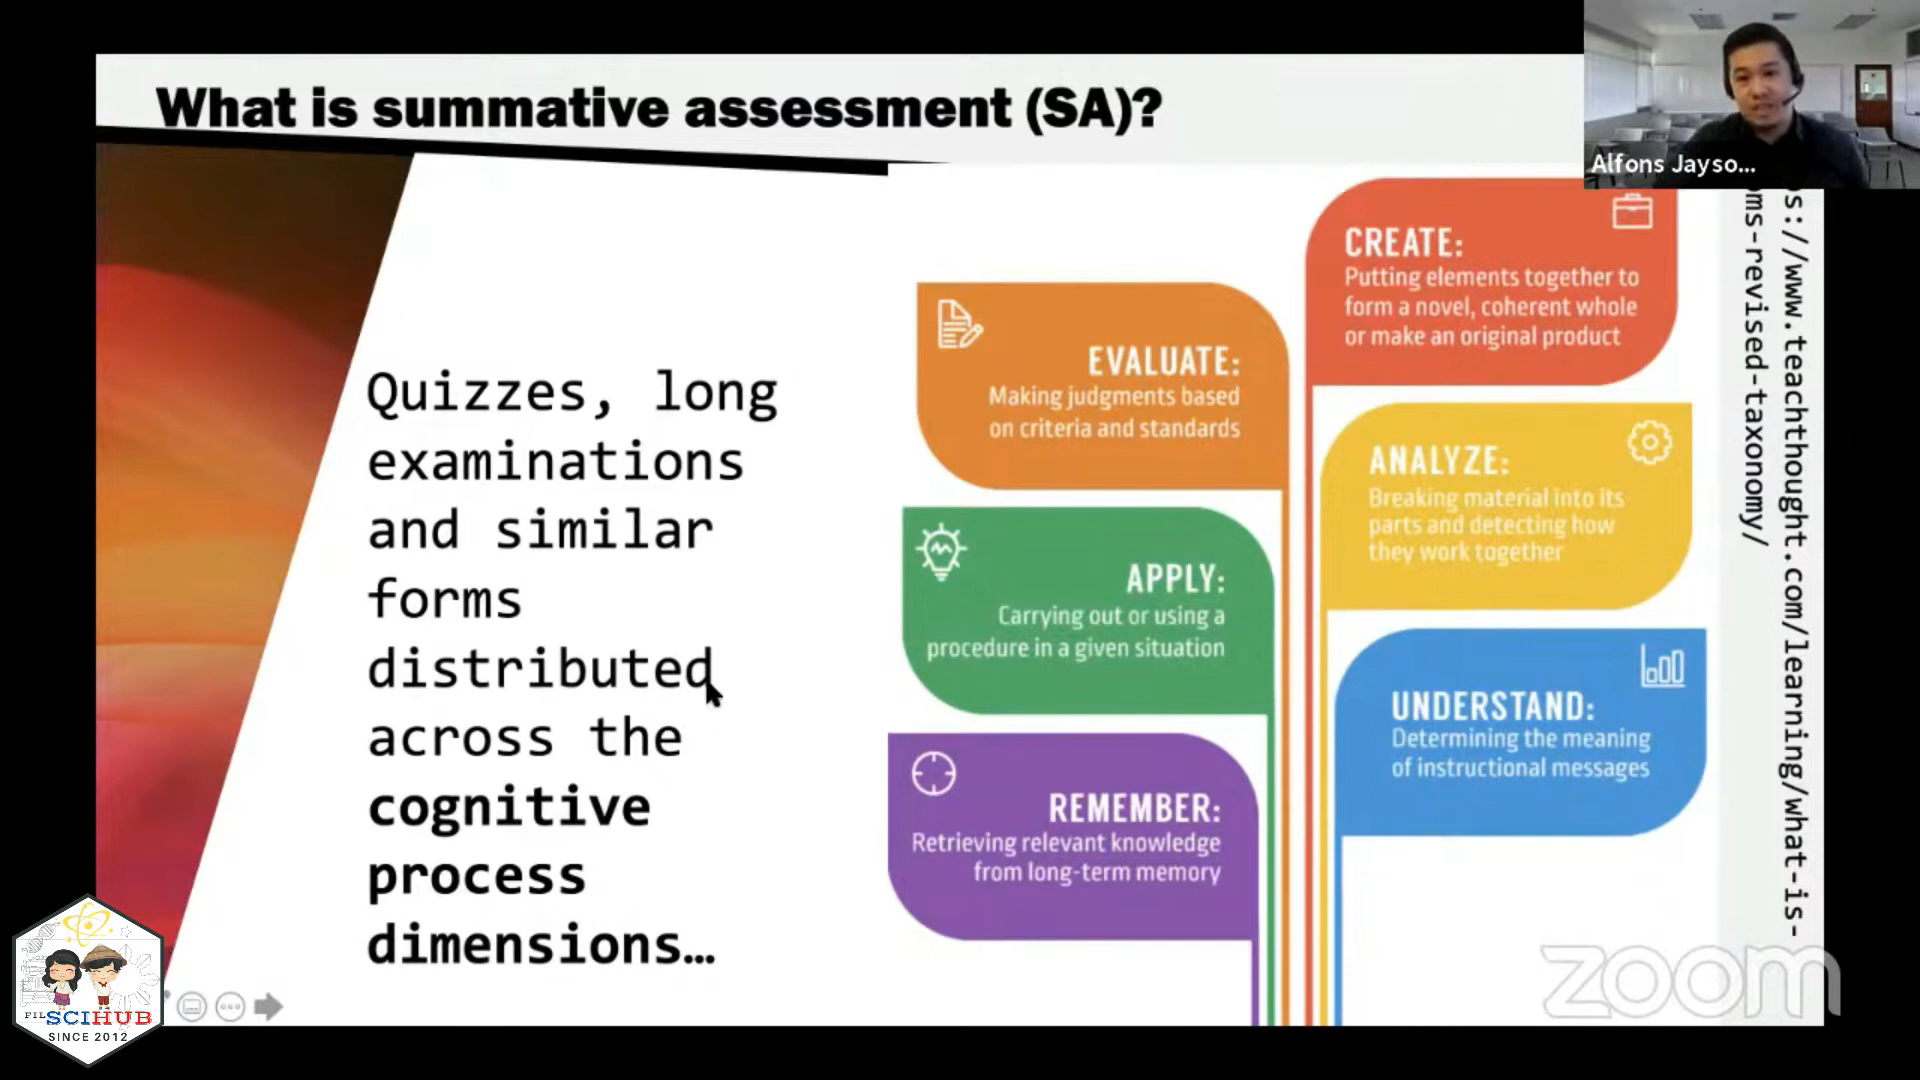 What is summative assessment (SA)?
Alfons Jayso...
Quizzes, long
examinations
and similar
forms
distributed
across the
cognitive
process
dimensions…
CREATE:
Putting elements together to
form a novel, coherent whole
or make an original product
EVALUATE:
Making judgments based
on criteria and standards
ANALYZE:
Breaking material into its
parts and detecting how
they work together
APPLY:
Carrying out or using a
procedure in a given situation
UNDERSTAND:
Determining the meaning
of instructional messages
REMEMBER:
Retrieving relevant knowledge
from long-term memory
ps://www.teachthought.com/learning/what-is-
oms-revised-taxonomy/
zoom
FIL SCIHUB
SINCE 2012